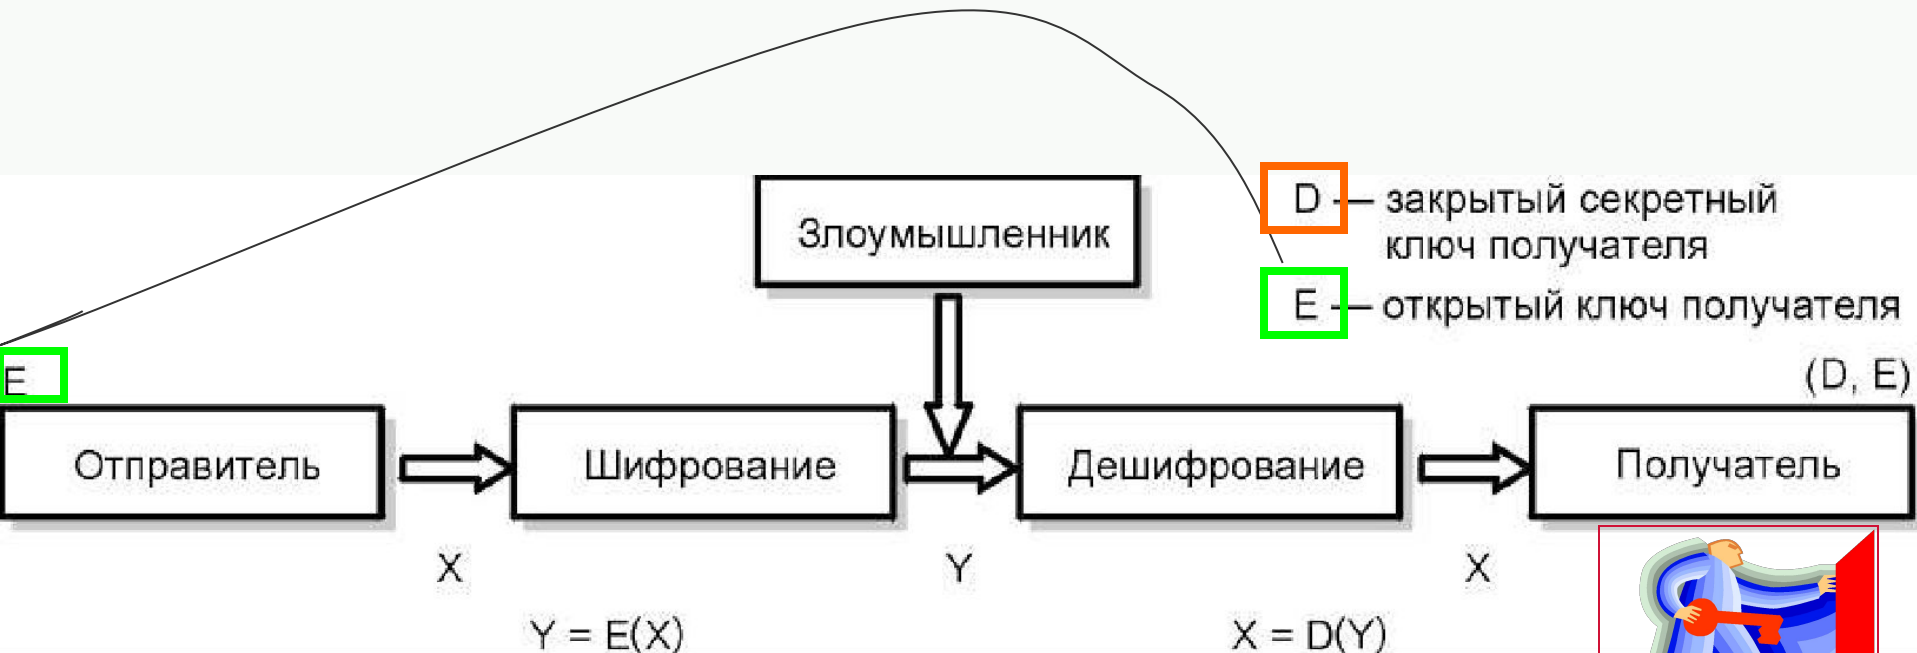 Злоумышленник
D — закрытый секретный
ключ получателя
E — открытый ключ получателя
E
(D, E)
Отправитель
Шифрование
Дешифрование
Получатель
X
Y
X
Y = E(X)
X = D(Y)